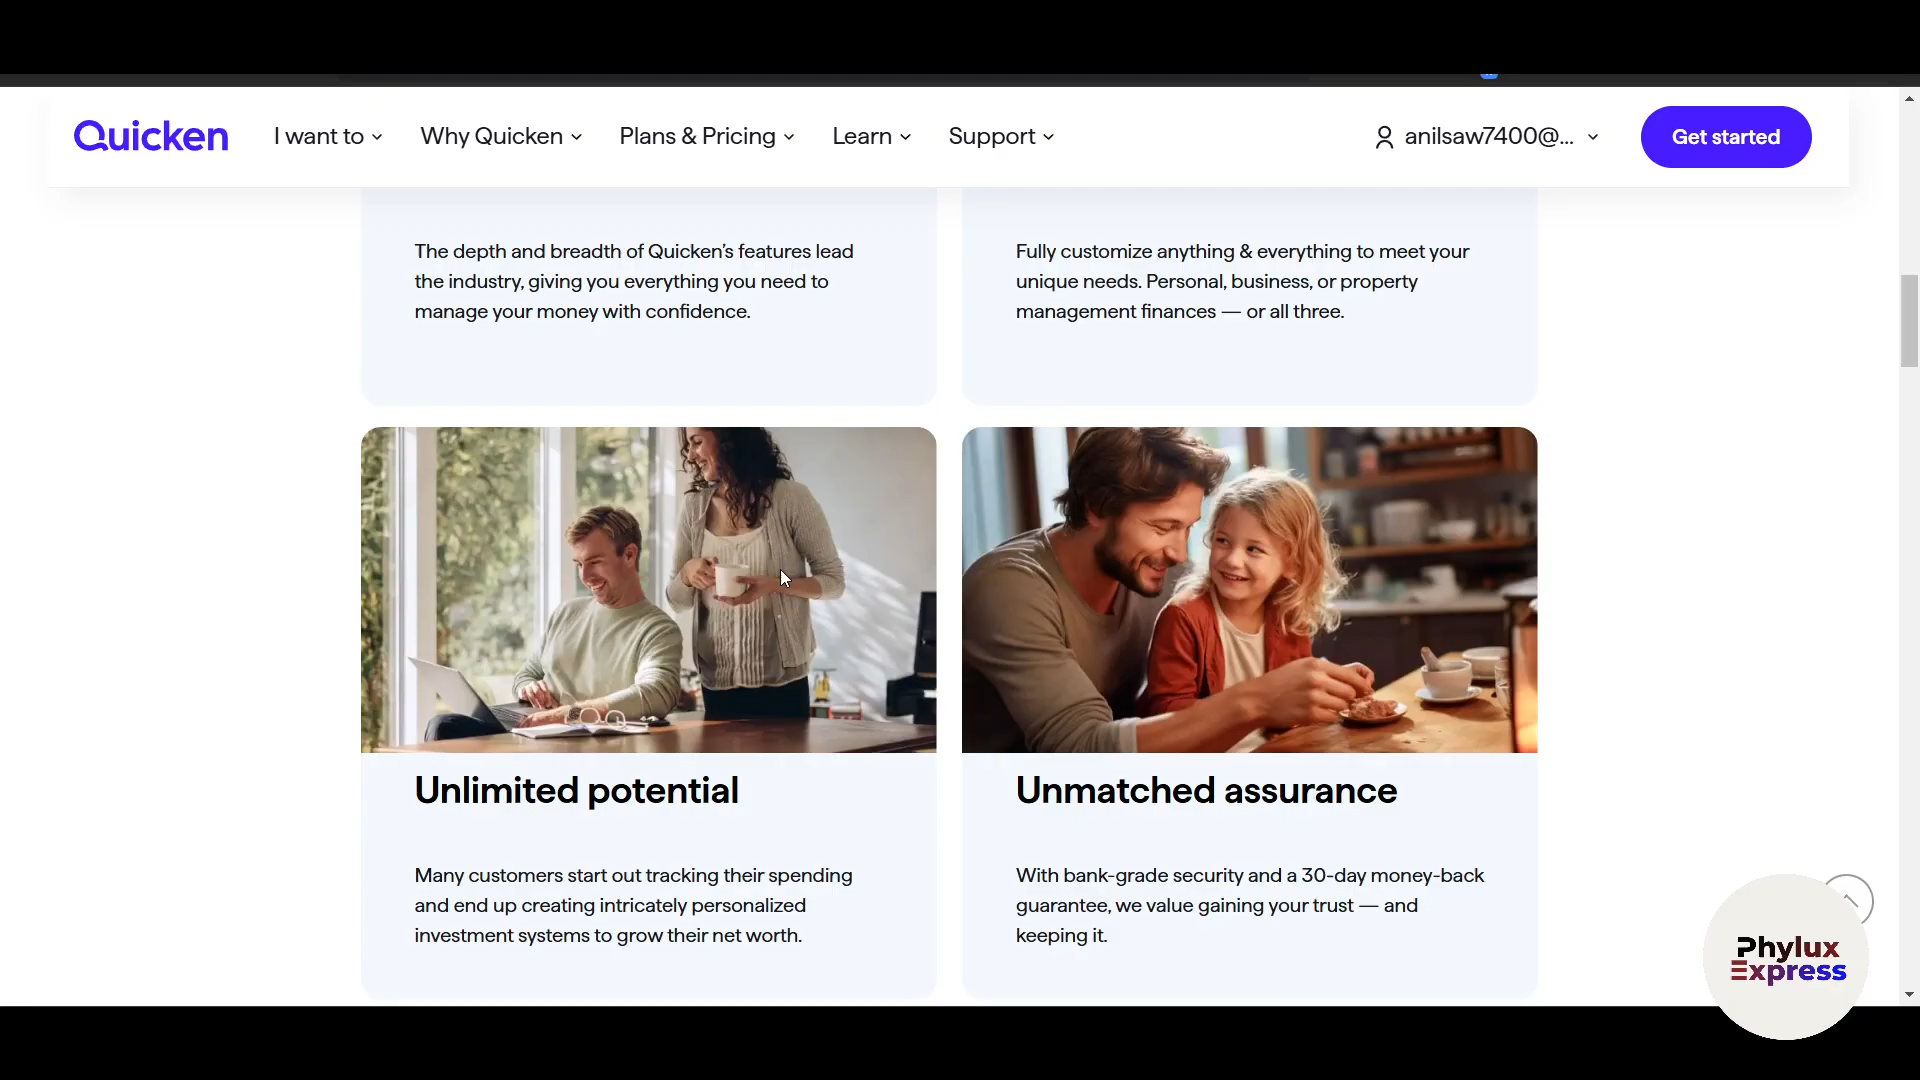 Quicken
I want to
Why Quicken
Plans & Pricing
Learn
Support
anilsaw7400@...
Get started
The depth and breadth of Quicken's features lead
the industry, giving you everything you need to
manage your money with confidence.
Fully customize anything & everything to meet your
unique needs. Personal, business, or property
management finances — or all three.
Unlimited potential
Many customers start out tracking their spending
and end up creating intricately personalized
investment systems to grow their net worth.
Unmatched assurance
With bank-grade security and a 30-day money-back
guarantee, we value gaining your trust — and
keeping it.
Phylux
Express